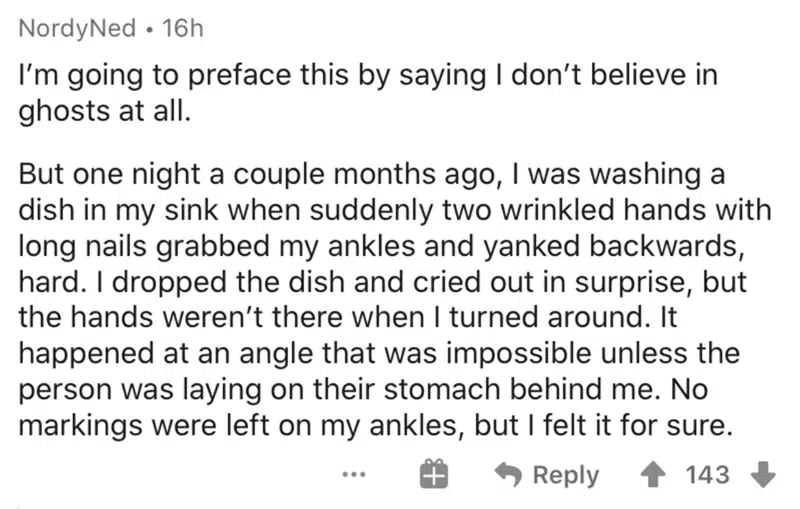 NordyNed • 16h
I’m going to preface this by saying I don’t believe in
ghosts at all.
But one night a couple months ago, I was washing a
dish in my sink when suddenly two wrinkled hands with
long nails grabbed my ankles and yanked backwards,
hard. I dropped the dish and cried out in surprise, but
the hands weren’t there when I turned around. It
happened at an angle that was impossible unless the
person was laying on their stomach behind me. No
markings were left on my ankles, but I felt it for sure.
... Reply 143